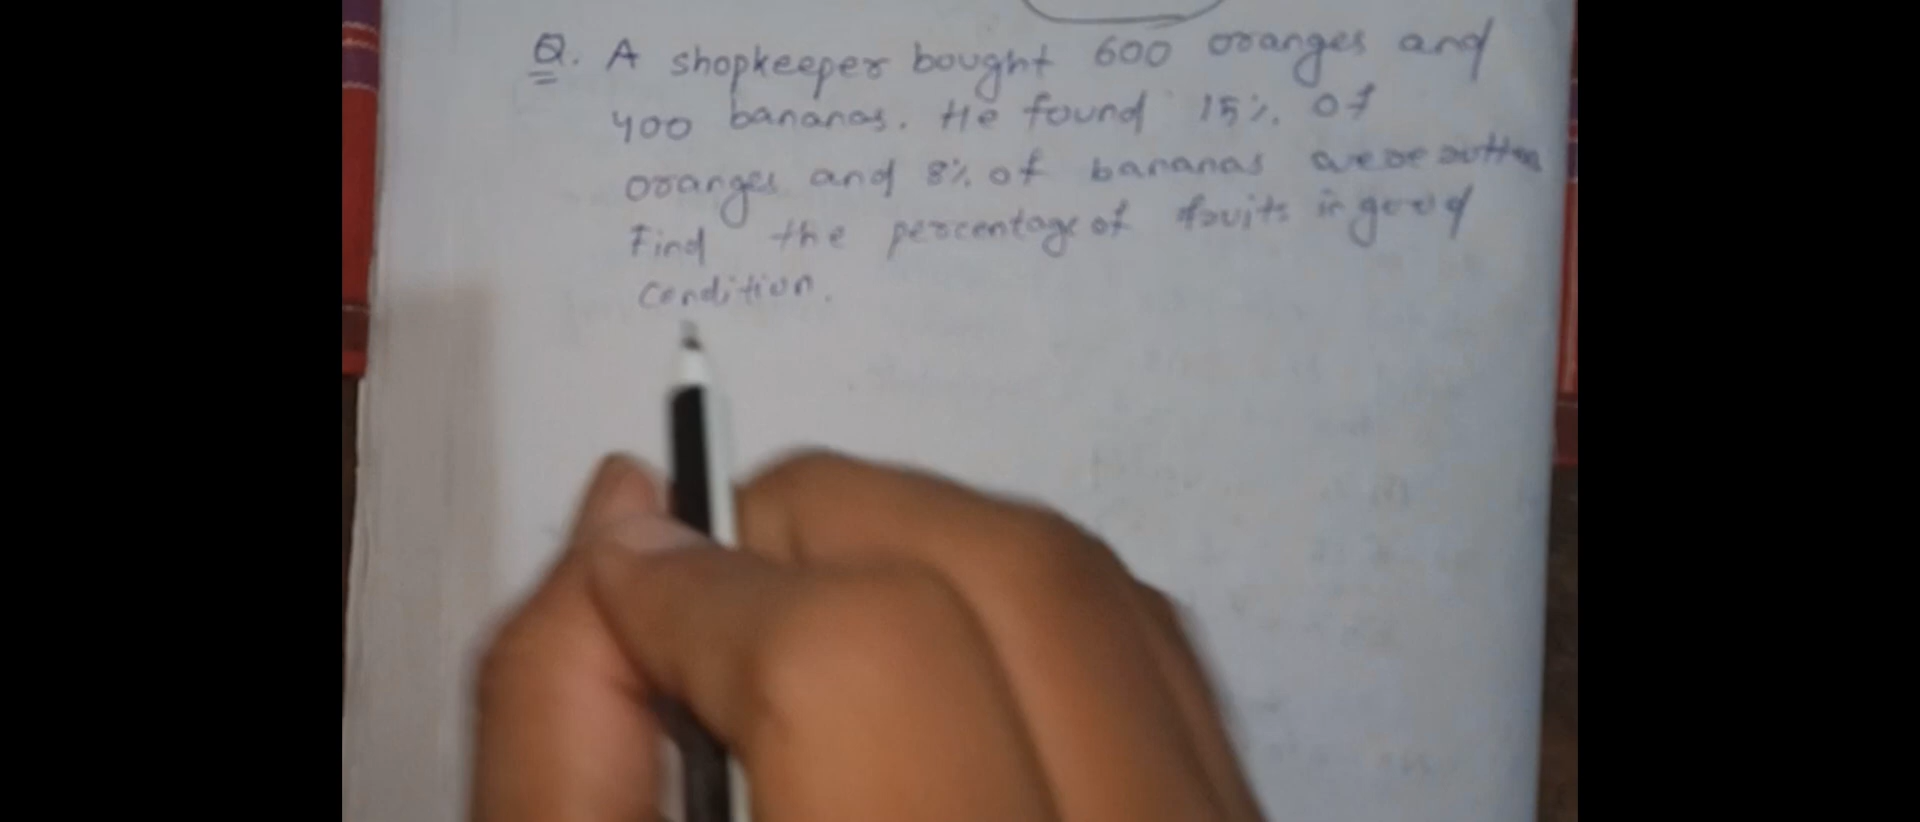 Q. A shopkeeper bought 600 oranges and
400 bananas. He found 15% of
oranges and 8% of bananas were rotten
Find the percentage of fruits in good
condition.